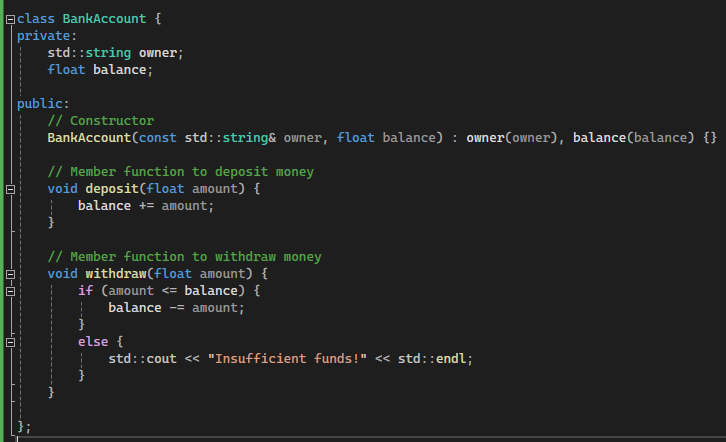 class BankAccount {
private:
    std::string owner;
    float balance;

public:
    // Constructor
    BankAccount(const std::string& owner, float balance) : owner(owner), balance(balance) {}

    // Member function to deposit money
    void deposit(float amount) {
        balance += amount;
    }

    // Member function to withdraw money
    void withdraw(float amount) {
        if (amount <= balance) {
            balance -= amount;
        }
        else {
            std::cout << "Insufficient funds!" << std::endl;
        }
    }

};